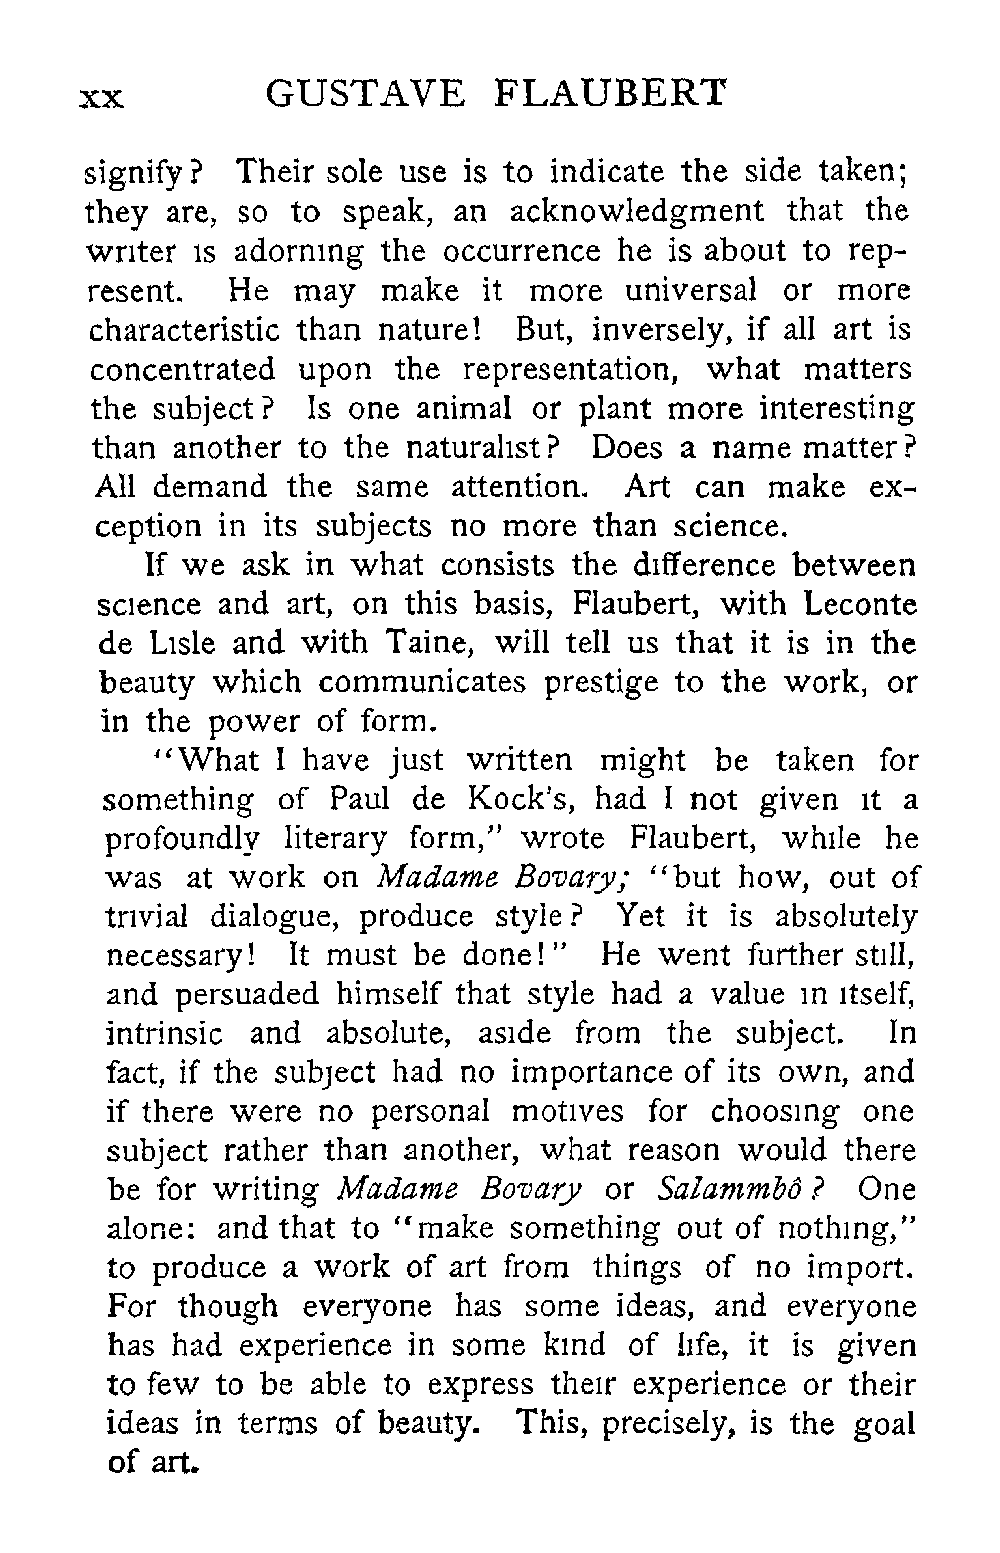 xx GUSTAVE FLAUBERT
signify? Their sole use is to indicate the side taken;
they are, so to speak, an acknowledgment that the
writer is adorning the occurrence he is about to rep-
resent. He may make it more universal or more
characteristic than nature! But, inversely, if all art is
concentrated upon the representation, what matters
the subject? Is one animal or plant more interesting
than another to the naturalist? Does a name matter?
All demand the same attention. Art can make ex-
ception in its subjects no more than science.
If we ask in what consists the difference between
science and art, on this basis, Flaubert, with Leconte
de Lisle and with Taine, will tell us that it is in the
beauty which communicates prestige to the work, or
in the power of form.
"What I have just written might be taken for
something of Paul de Kock's, had I not given it a
profoundly literary form," wrote Flaubert, while he
was at work on Madame Bovary; "but how, out of
trivial dialogue, produce style? Yet it is absolutely
necessary! It must be done!" He went further still,
and persuaded himself that style had a value in itself,
intrinsic and absolute, aside from the subject. In
fact, if the subject had no importance of its own, and
if there were no personal motives for choosing one
subject rather than another, what reason would there
be for writing Madame Bovary or Salammbô? One
alone: and that to "make something out of nothing,"
to produce a work of art from things of no import.
For though everyone has some ideas, and everyone
has had experience in some kind of life, it is given
to few to be able to express their experience or their
ideas in terms of beauty. This, precisely, is the goal
of art.